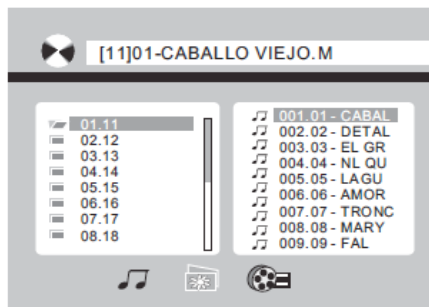 [11]01-CABALLO VIEJO.M
01.11
02.12
03.13
04.14
05.15
06.16
07.17
08.18
001.01 - CABAL
002.02 - DETAL
003.03 - EL GR
004.04 - NL QU
005.05 - LAGU
006.06 - AMOR
007.07 - TRONC
008.08 - MARY
009.09 - FAL